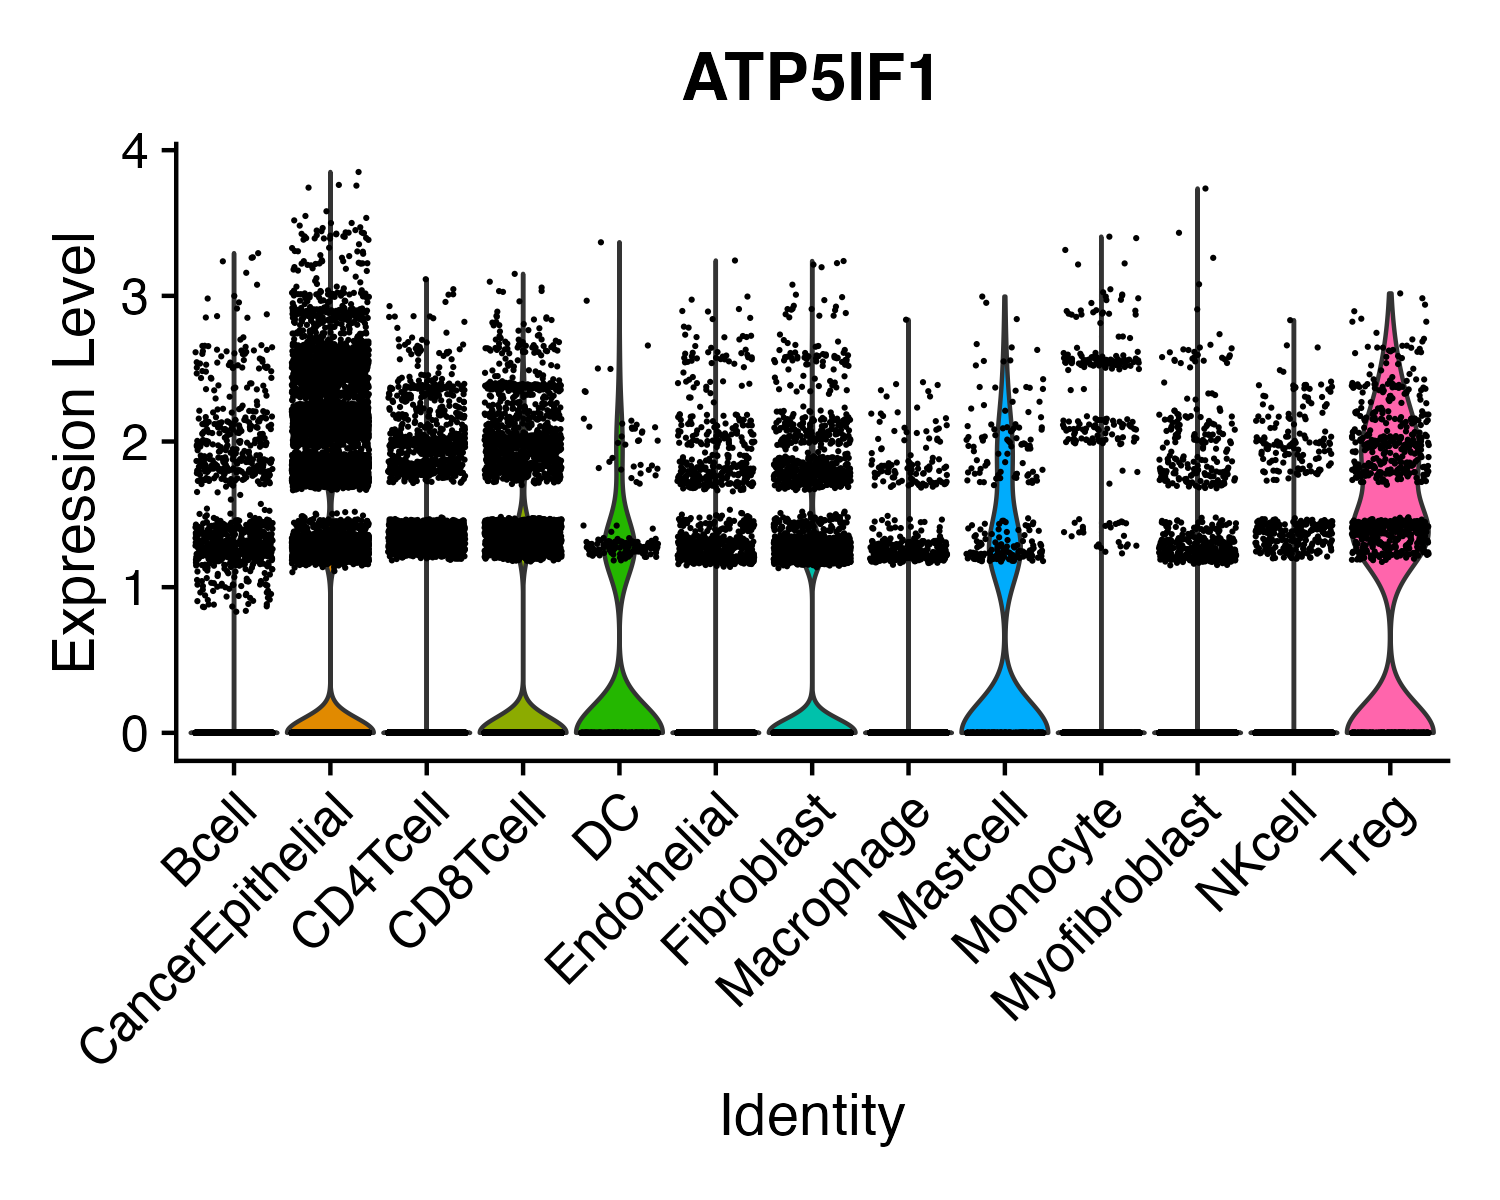 ATP5IF1
Expression Level
4
3
2
1
0
Bcell
CancerEpithelial
CD4Tcell
CD8Tcell
DC
Endothelial
Fibroblast
Macrophage
Mastcell
Monocyte
Myofibroblast
NKcell
Treg
Identity